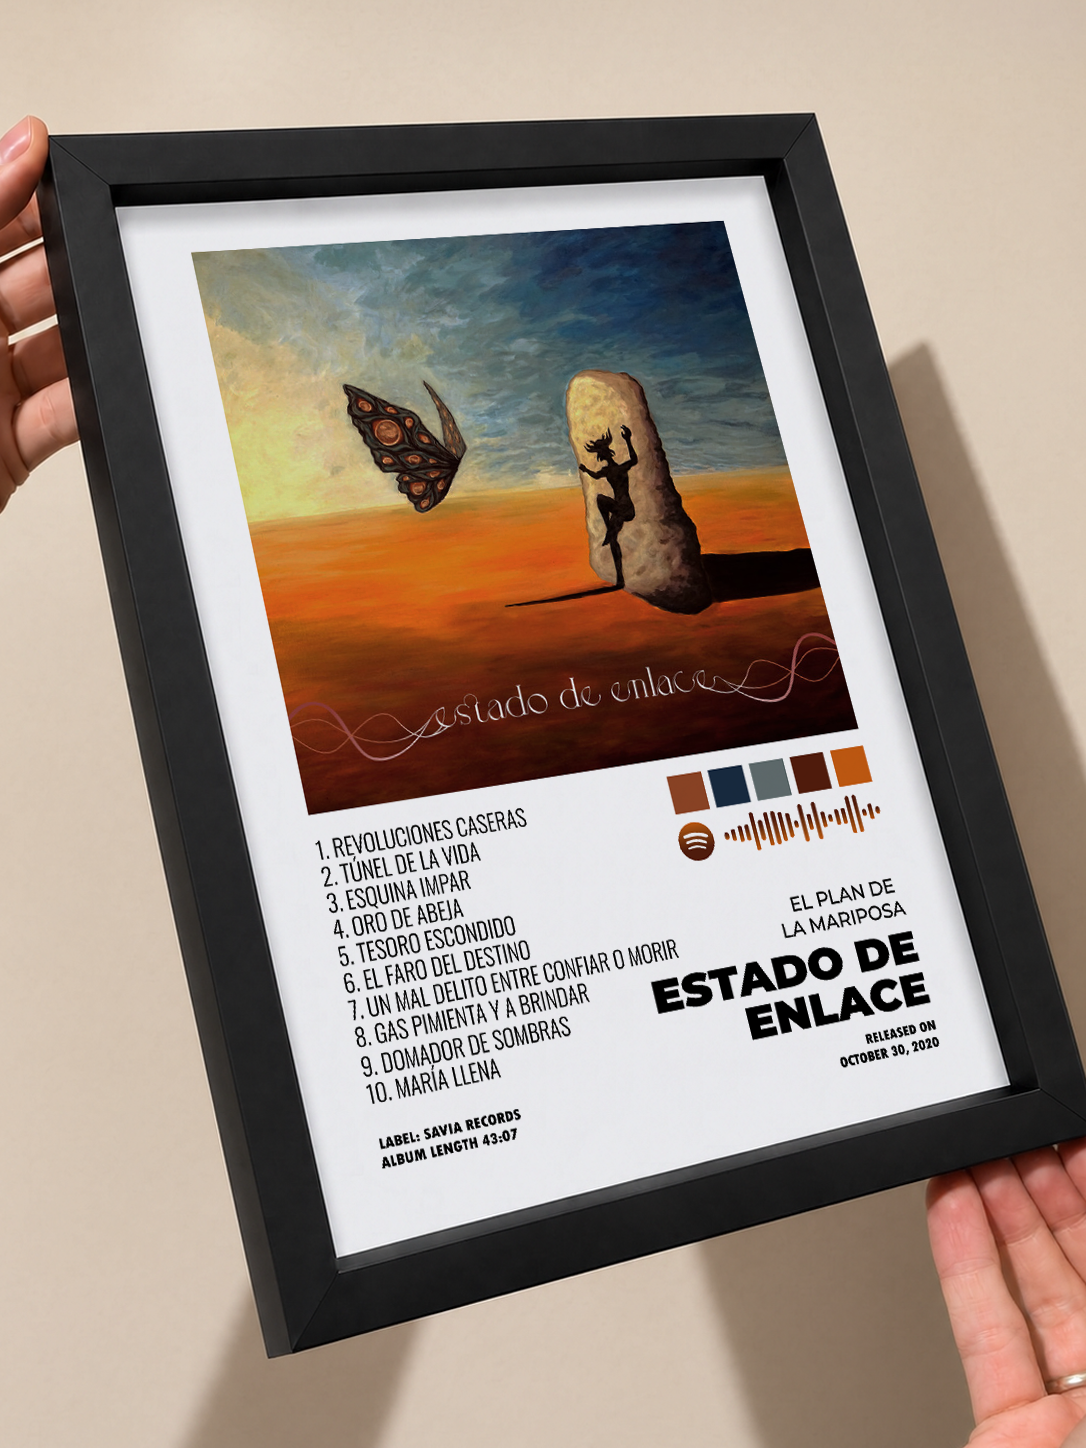 estado de enlace
1. REVOLUCIONES CASERAS
2. TÚNEL DE LA VIDA
3. ESQUINA IMPAR
4. ORO DE ABEJA
5. TESORO ESCONDIDO
6. EL FARO DEL DESTINO
7. UN MAL DELITO ENTRE CONFIAR O MORIR
8. GAS PIMIENTA Y A BRINDAR
9. DOMADOR DE SOMBRAS
10. MARÍA LLENA
LABEL: SAVIA RECORDS
ALBUM LENGTH 43:07
EL PLAN DE
LA MARIPOSA
ESTADO DE
ENLACE
RELEASED ON
OCTOBER 30, 2020